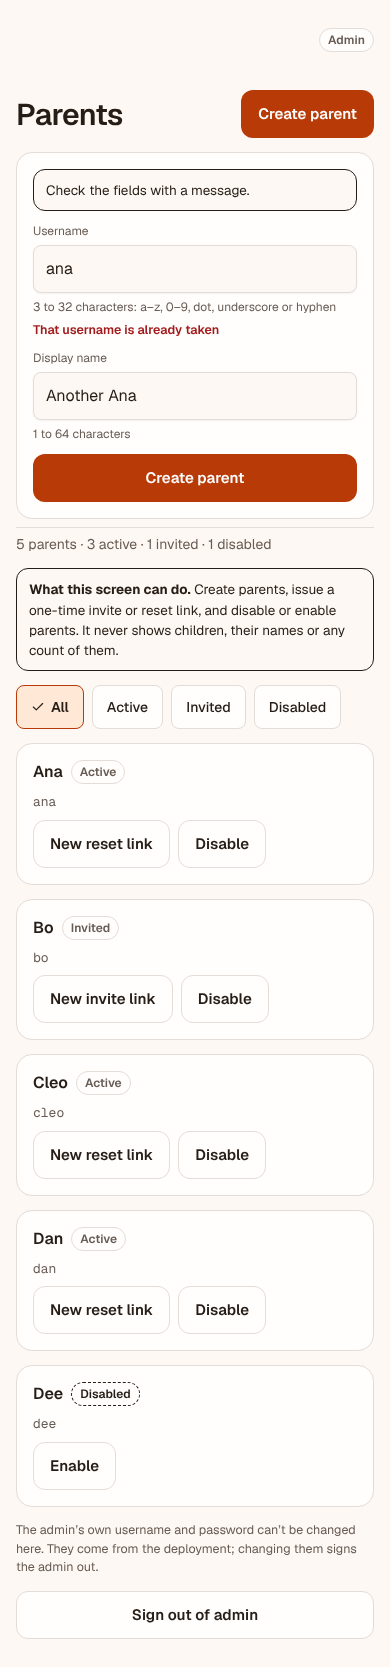 Admin
Parents
Create parent
Check the fields with a message.
Username
ana
3 to 32 characters: a–z, 0–9, dot, underscore or hyphen
That username is already taken
Display name
Another Ana
1 to 64 characters
Create parent
5 parents · 3 active · 1 invited · 1 disabled
What this screen can do. Create parents, issue a
one-time invite or reset link, and disable or enable
parents. It never shows children, their names or any
count of them.
All
Active
Invited
Disabled
Ana
Active
ana
New reset link
Disable
Bo
Invited
bo
New invite link
Disable
Cleo
Active
cleo
New reset link
Disable
Dan
Active
dan
New reset link
Disable
Dee
Disabled
dee
Enable
The admin’s own username and password can’t be changed
here. They come from the deployment; changing them signs
the admin out.
Sign out of admin